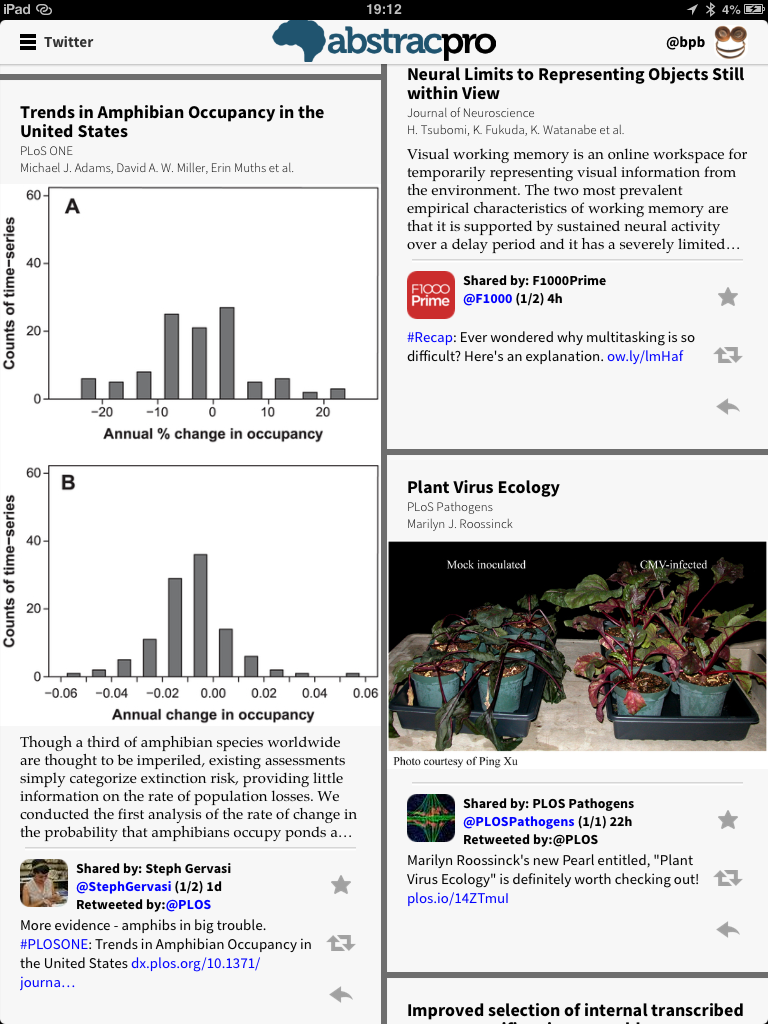 iPad
19:12
4%
Twitter
abstracpro
@bpb
Trends in Amphibian Occupancy in the
United States
PLoS ONE
Michael J. Adams, David A. W. Miller, Erin Muths et al.
A
60
40
20
0
Counts of time−series
−20 −10 0 10 20
Annual % change in occupancy
B
60
40
20
0
Counts of time−series
−0.06 −0.04 −0.02 0.00 0.02 0.04 0.06
Annual change in occupancy
Though a third of amphibian species worldwide
are thought to be imperiled, existing assessments
simply categorize extinction risk, providing little
information on the rate of population losses. We
conducted the first analysis of the rate of change in
the probability that amphibians occupy ponds a…
Shared by: Steph Gervasi
@StephGervasi (1/2) 1d
Retweeted by:@PLOS
More evidence - amphibs in big trouble.
#PLOSONE: Trends in Amphibian Occupancy in
the United States dx.plos.org/10.1371/
journa…
Neural Limits to Representing Objects Still
within View
Journal of Neuroscience
H. Tsubomi, K. Fukuda, K. Watanabe et al.
Visual working memory is an online workspace for
temporarily representing visual information from
the environment. The two most prevalent
empirical characteristics of working memory are
that it is supported by sustained neural activity
over a delay period and it has a severely limited…
F1000
Prime
Shared by: F1000Prime
@F1000 (1/2) 4h
#Recap: Ever wondered why multitasking is so
difficult? Here's an explanation. ow.ly/lmHaf
Plant Virus Ecology
PLoS Pathogens
Marilyn J. Roossinck
Mock inoculated
CMV-infected
Photo courtesy of Ping Xu
Shared by: PLOS Pathogens
@PLOSPathogens (1/1) 22h
Retweeted by:@PLOS
Marilyn Roossinck's new Pearl entitled, "Plant
Virus Ecology" is definitely worth checking out!
plos.io/14ZTmuI
Improved selection of internal transcribed